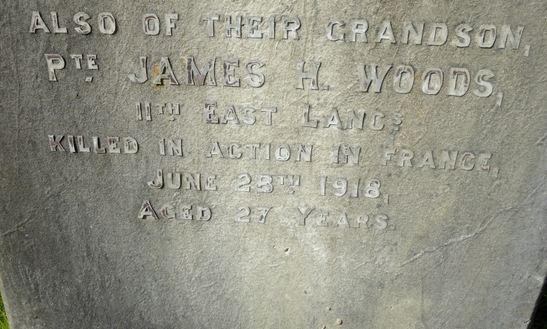 ALSO OF THEIR GRANDSON,
PTE JAMES H. WOODS,
11TH EAST LANCS
KILLED IN ACTION IN FRANCE,
JUNE 28TH 1918,
AGED 27 YEARS.